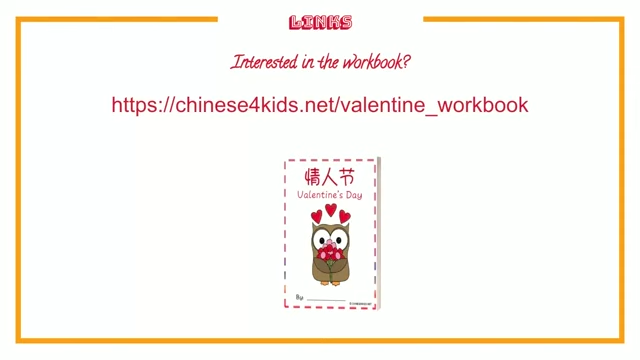 LINKS
Interested in the workbook?
https://chinese4kids.net/valentine_workbook
情人节
Valentine's Day
By